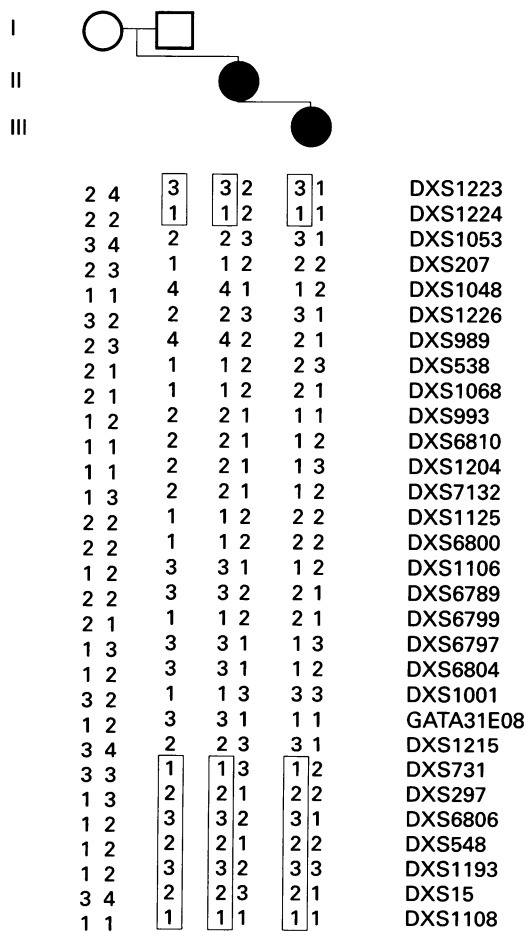 I
II
III
2 4 3 3 2 3 1 DXS1223
2 2 1 1 2 1 1 DXS1224
3 4 2 2 3 3 1 DXS1053
2 3 1 1 2 2 2 DXS207
1 1 4 4 1 1 2 DXS1048
3 2 2 2 3 3 1 DXS1226
2 3 4 4 2 2 1 DXS989
2 1 1 1 2 2 3 DXS538
2 1 1 1 2 2 1 DXS1068
1 2 2 2 1 1 1 DXS993
1 1 2 2 1 1 2 DXS6810
1 1 2 2 1 1 3 DXS1204
1 3 2 2 1 1 2 DXS7132
2 2 1 1 2 2 2 DXS1125
2 2 1 1 2 2 2 DXS6800
1 2 3 3 1 1 2 DXS1106
2 2 3 3 2 2 1 DXS6789
2 1 1 1 2 2 1 DXS6799
1 3 3 3 1 1 3 DXS6797
1 2 3 3 1 1 2 DXS6804
3 2 1 1 3 3 3 DXS1001
1 2 3 3 1 1 1 GATA31E08
3 4 2 2 3 3 1 DXS1215
3 3 1 1 3 1 2 DXS731
1 3 2 2 1 2 2 DXS297
1 2 3 3 2 3 1 DXS6806
1 2 2 2 1 2 2 DXS548
1 2 3 3 2 3 3 DXS1193
3 4 2 2 3 2 1 DXS15
1 1 1 1 1 1 1 DXS1108